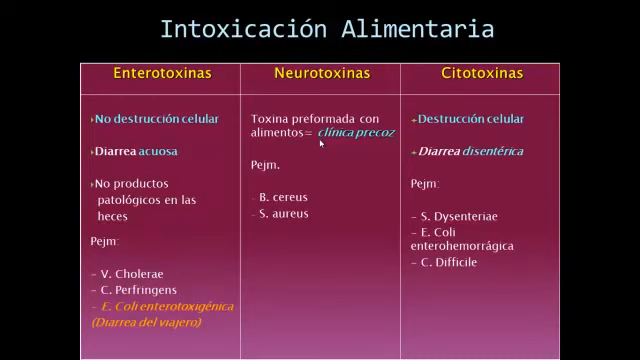 Intoxicación Alimentaria
Enterotoxinas
No destrucción celular
Diarrea acuosa
No productos
patológicos en las
heces
Pejm:
- V. Cholerae
- C. Perfringens
- E. Coli enterotoxigénica
(Diarrea del viajero)
Neurotoxinas
Toxina preformada con
alimentos= clínica precoz
Pejm.
- B. cereus
- S. aureus
Citotoxinas
Destrucción celular
Diarrea disentérica
Pejm:
- S. Dysenteriae
- E. Coli
enterohemorrágica
- C. Difficile